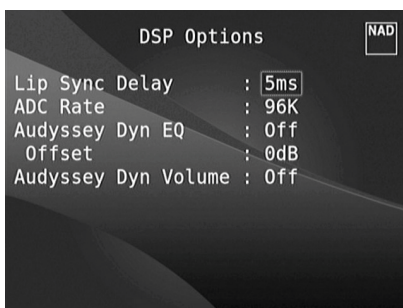 DSP Options
NAD
Lip Sync Delay : 5ms
ADC Rate : 96K
Audyssey Dyn EQ : Off
Offset : 0dB
Audyssey Dyn Volume : Off